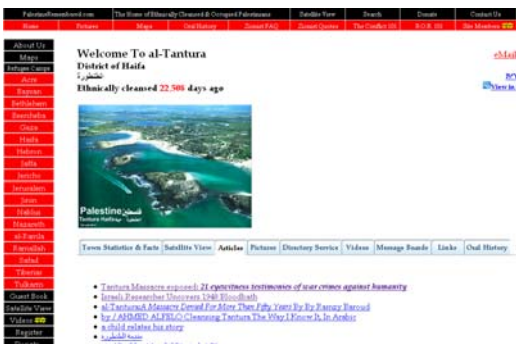 PalestineRemembered.com The Home of Ethnically Cleansed & Occupied Palestinians Satellite View Search Donate Contact Us
Home Pictures Maps Oral History Zionist FAQ Zionist Quotes The Conflict 101 R.O.R. 101 Site Members
About Us
Maps
Refugee Camps
Acre
Baysan
Bethlehem
Beersheba
Gaza
Haifa
Hebron
Jaffa
Jericho
Jerusalem
Jenin
Nablus
Nazareth
al-Ramla
Ramallah
Safad
Tiberias
Tulkarm
Guest Book
Satellite View
Videos
Register
Donate
Welcome To al-Tantura
District of Haifa
الطنطورة
Ethnically cleansed 22,506 days ago
eMail
View in
Palestine فلسطين
Tantura Haifa
Town Statistics & Facts Satellite View Articles Pictures Directory Service Videos Message Boards Links Oral History
Tantura Massacre exposed: 21 eyewitness testimonies of war crimes against humanity
Israeli Researcher Uncovers 1948 Bloodbath
al-Tantura: A Massacre Denied For More Than Fifty Years By By Ramzy Baroud
by / AHMED ALFELO Cleansing Tantura The Way I Know It, In Arabic
a child relates his story